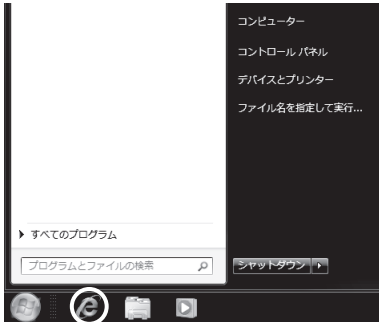 コンピューター
コントロール パネル
デバイスとプリンター
ファイル名を指定して実行...
すべてのプログラム
プログラムとファイルの検索
シャットダウン